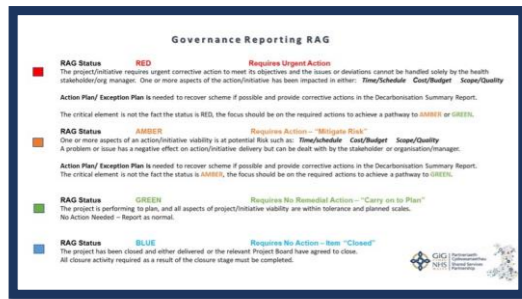 Governance Reporting RAG
RAG Status RED Requires Urgent Action
The project/initiative requires urgent corrective action to meet its objectives and the issues or deviations cannot be handled solely by the health
stakeholder/org manager. One or more aspects of the action/initiative has been impacted in either: Time/Schedule Cost/Budget Scope/Quality
Action Plan/ Exception Plan is needed to recover scheme if possible and provide corrective actions in the Decarbonisation Summary Report.
The critical element is not the fact the status is RED, the focus should be on the required actions to achieve a pathway to AMBER or GREEN.
RAG Status AMBER Requires Action – "Mitigate Risk"
One or more aspects of an action/initiative viability is at potential Risk such as: Time/schedule Cost/Budget Scope/Quality
A problem or issue has a negative effect on action/initiative delivery but can be dealt with by the stakeholder or organisation/manager.
Action Plan/ Exception Plan is needed to recover scheme if possible and provide corrective actions in the Decarbonisation Summary Report.
The critical element is not the fact the status is AMBER, the focus should be on the required actions to achieve a pathway to GREEN.
RAG Status GREEN Requires No Remedial Action – "Carry on to Plan"
The project is performing to plan, and all aspects of project/initiative viability are within tolerance and planned scales.
No Action Needed – Report as normal.
RAG Status BLUE Requires No Action – Item "Closed"
The project has been closed and either delivered or the relevant Project Board have agreed to close.
All closure activity required as a result of the closure stage must be completed.
GIG
NHS
Partneriaeth
Cydwasanaethau
Shared Services
Partnership